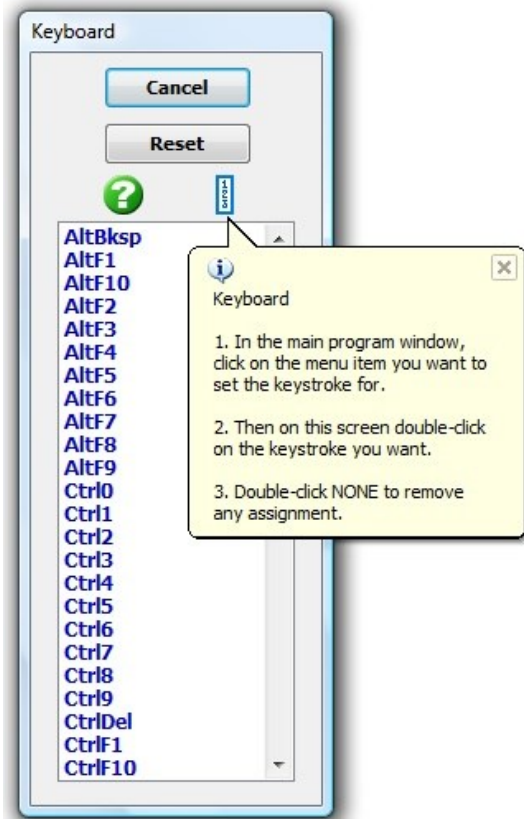 Keyboard
Cancel
Reset
?
AltBksp
AltF1
AltF10
AltF2
AltF3
AltF4
AltF5
AltF6
AltF7
AltF8
AltF9
Ctrl0
Ctrl1
Ctrl2
Ctrl3
Ctrl4
Ctrl5
Ctrl6
Ctrl7
Ctrl8
Ctrl9
CtrlDel
CtrlF1
CtrlF10
Keyboard
1. In the main program window,
click on the menu item you want to
set the keystroke for.
2. Then on this screen double-click
on the keystroke you want.
3. Double-click NONE to remove
any assignment.